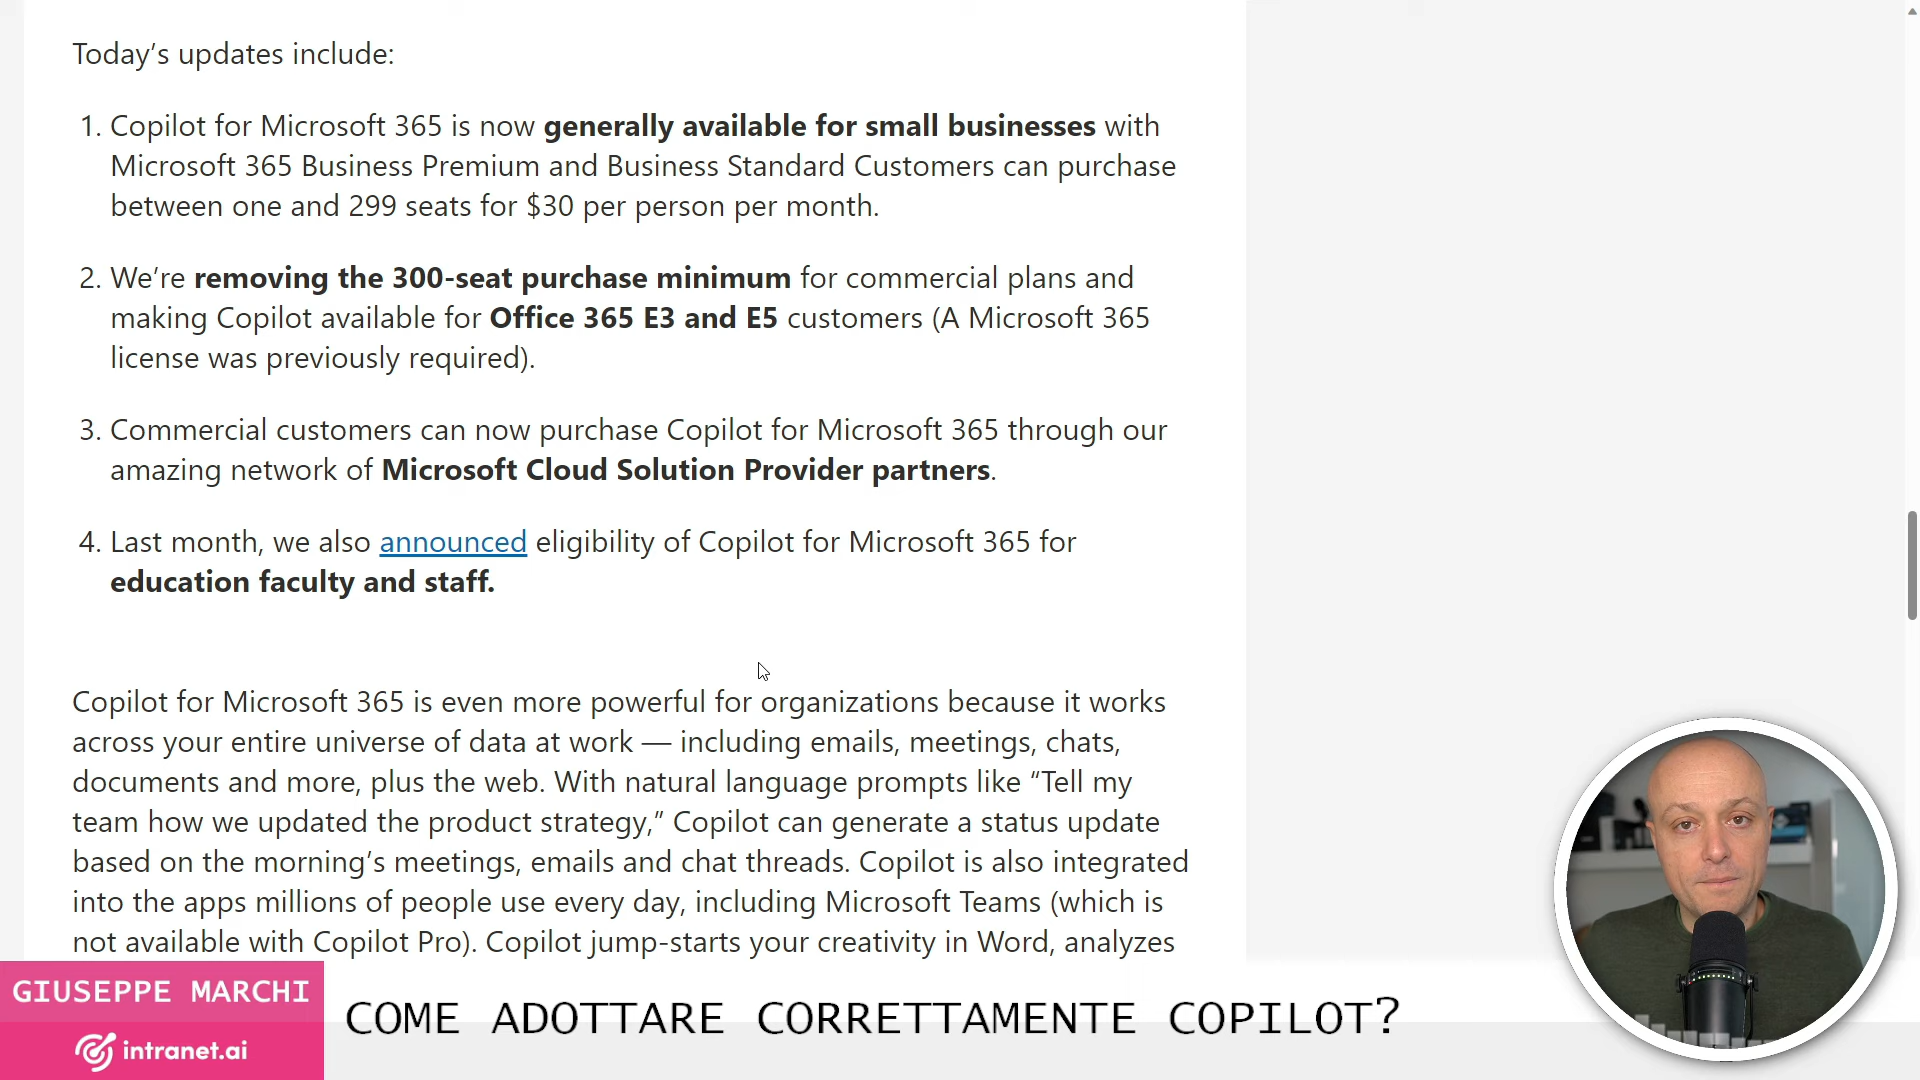 Today’s updates include:
1. Copilot for Microsoft 365 is now generally available for small businesses with
Microsoft 365 Business Premium and Business Standard Customers can purchase
between one and 299 seats for $30 per person per month.
2. We’re removing the 300-seat purchase minimum for commercial plans and
making Copilot available for Office 365 E3 and E5 customers (A Microsoft 365
license was previously required).
3. Commercial customers can now purchase Copilot for Microsoft 365 through our
amazing network of Microsoft Cloud Solution Provider partners.
4. Last month, we also announced eligibility of Copilot for Microsoft 365 for
education faculty and staff.
Copilot for Microsoft 365 is even more powerful for organizations because it works
across your entire universe of data at work — including emails, meetings, chats,
documents and more, plus the web. With natural language prompts like “Tell my
team how we updated the product strategy,” Copilot can generate a status update
based on the morning’s meetings, emails and chat threads. Copilot is also integrated
into the apps millions of people use every day, including Microsoft Teams (which is
not available with Copilot Pro). Copilot jump-starts your creativity in Word, analyzes
GIUSEPPE MARCHI
intranet.ai
COME ADOTTARE CORRETTAMENTE COPILOT?